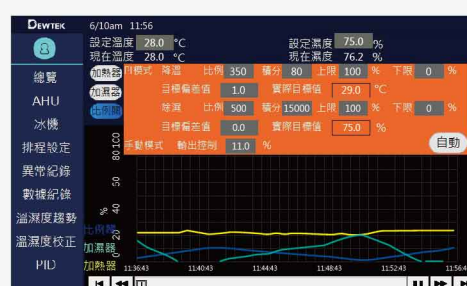 DEWTEK 6/10am 11:56
設定溫度 28.0 °C 設定濕度 75.0 %
現在溫度 28.0 °C 現在濕度 76.2 %
總覽
AHU
冰機
排程設定
異常紀錄
數據紀錄
溫濕度趨勢
溫濕度校正
PID
加熱器 PI模式 降溫 比例 350 積分 80 上限 100 % 下限 0 %
加濕器 目標偏差值 1.0 實際目標值 29.0 °C
比例閥 除濕 比例 500 積分 15000 上限 100 % 下限 0 %
目標偏差值 0.0 實際目標值 75.0 %
手動模式 輸出控制 11.0 %
自動
100
80
50
40
20
0
%
比例閥
加濕器
加熱器
11:36:43 11:40:43 11:44:43 11:48:43 11:52:43 11:56:4